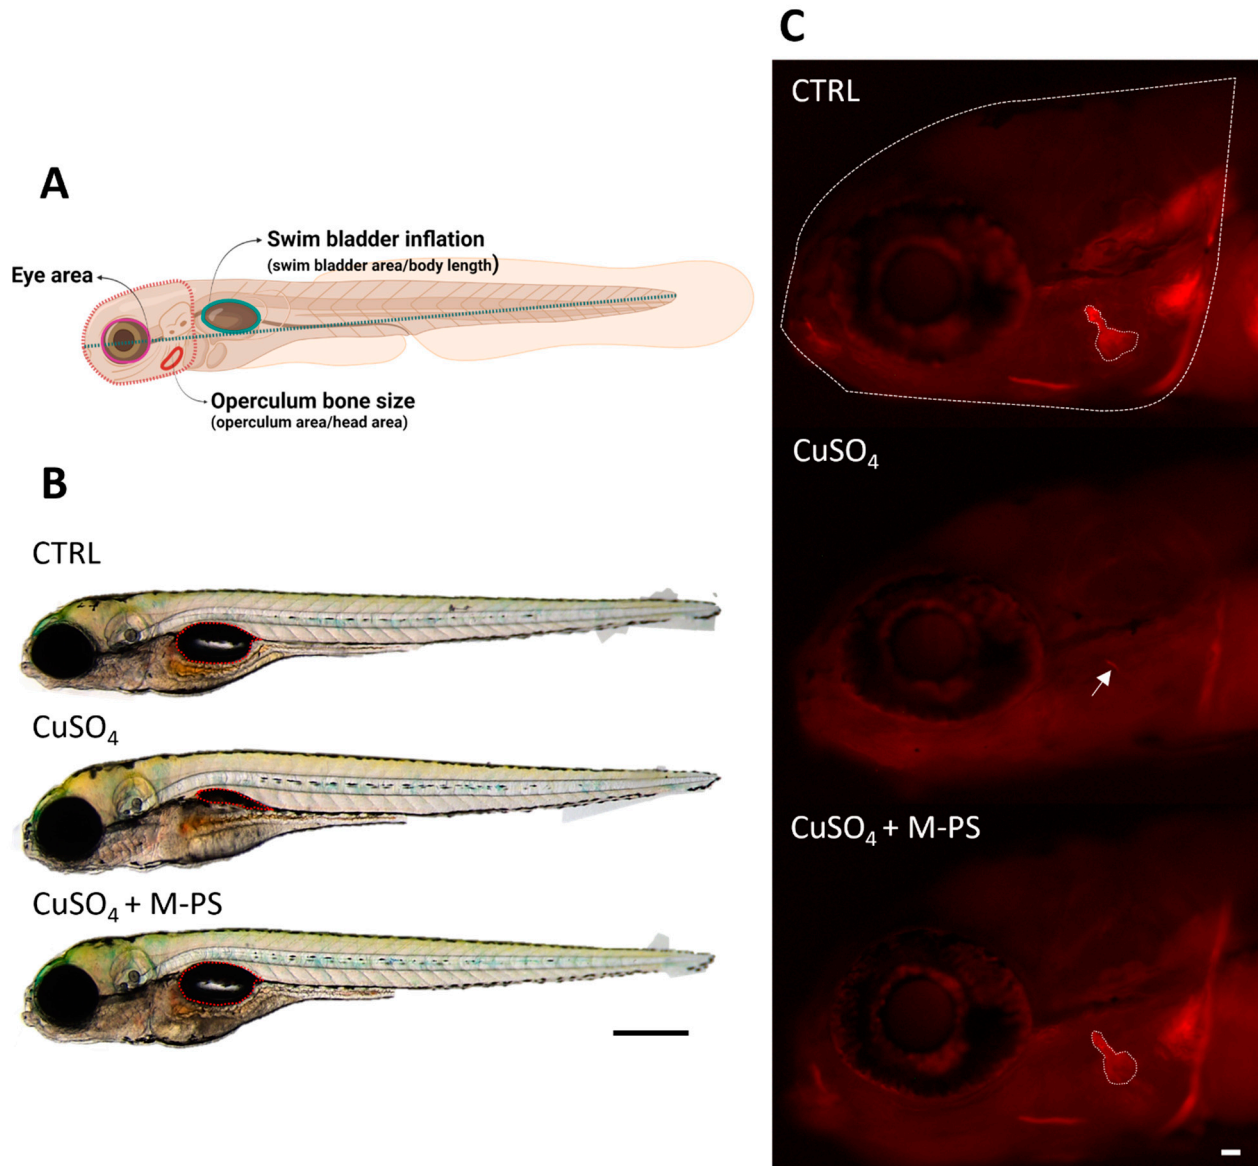 A
Swim bladder inflation
(swim bladder area/body length)
Eye area
Operculum bone size
(operculum area/head area)
B
CTRL
CuSO₄
CuSO₄ + M-PS
C
CTRL
CuSO₄
CuSO₄ + M-PS